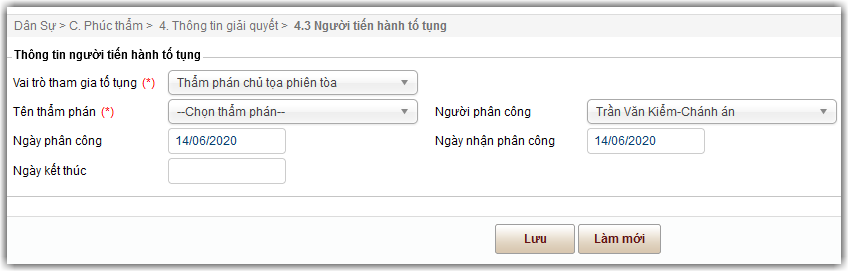 Dân Sự > C. Phúc thẩm > 4. Thông tin giải quyết > 4.3 Người tiến hành tố tụng
Thông tin người tiến hành tố tụng
Vai trò tham gia tố tụng (*) Thẩm phán chủ tọa phiên tòa
Tên thẩm phán (*) --Chọn thẩm phán-- Người phân công Trần Văn Kiểm-Chánh án
Ngày phân công 14/06/2020 Ngày nhận phân công 14/06/2020
Ngày kết thúc
Lưu Làm mới